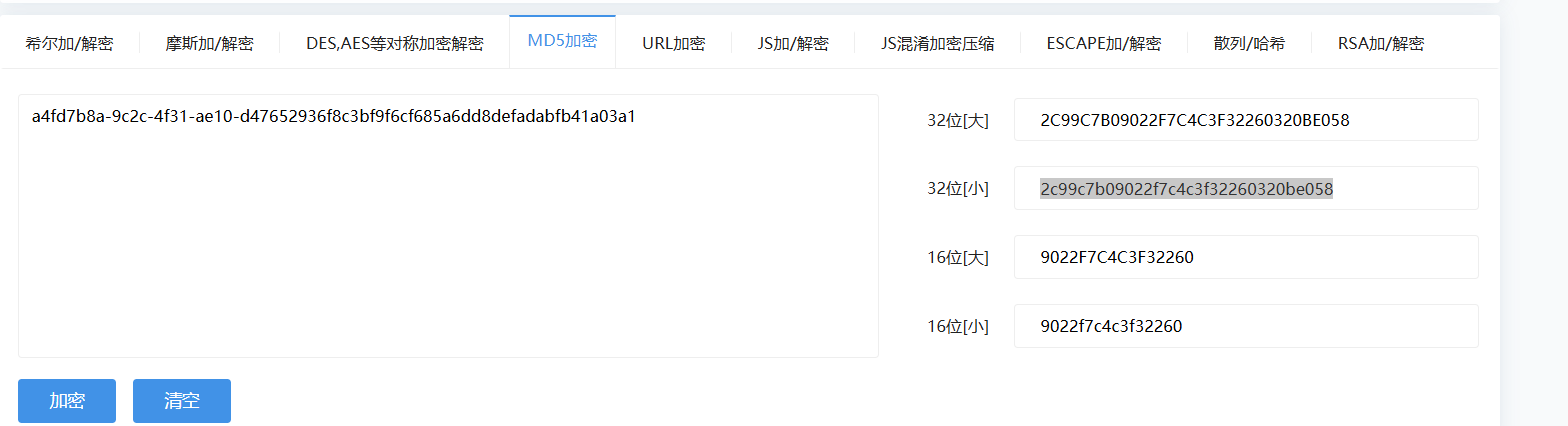 希尔加/解密
摩斯加/解密
DES,AES等对称加密解密
MD5加密
URL加密
JS加/解密
JS混淆加密压缩
ESCAPE加/解密
散列/哈希
RSA加/解密
a4fd7b8a-9c2c-4f31-ae10-d47652936f8c3bf9f6cf685a6dd8defadabfb41a03a1
32位[大]
2C99C7B09022F7C4C3F32260320BE058
32位[小]
2c99c7b09022f7c4c3f32260320be058
16位[大]
9022F7C4C3F32260
16位[小]
9022f7c4c3f32260
加密
清空